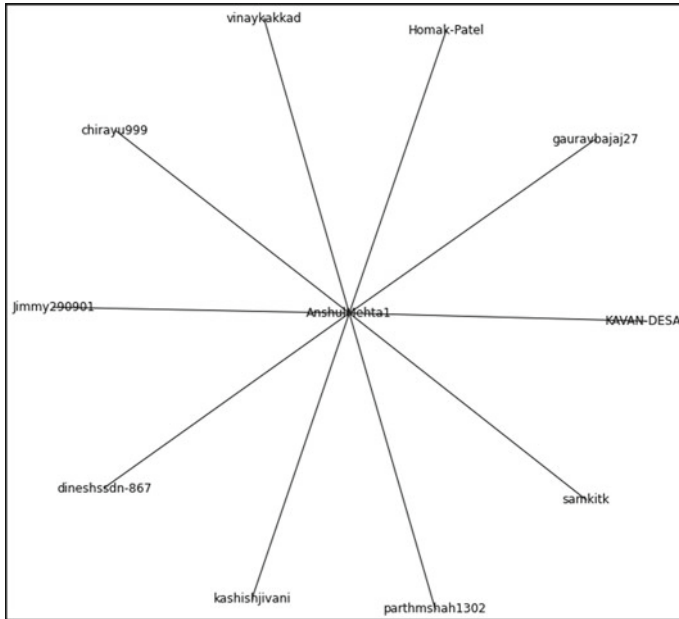 vinaykakkad
Homak-Patel
chirayu999
gauravbajaj27
Jimmy290901
AnshulMehta1
KAVAN-DESA
dineshssdn-867
samkitk
kashishjivani
parthmshah1302